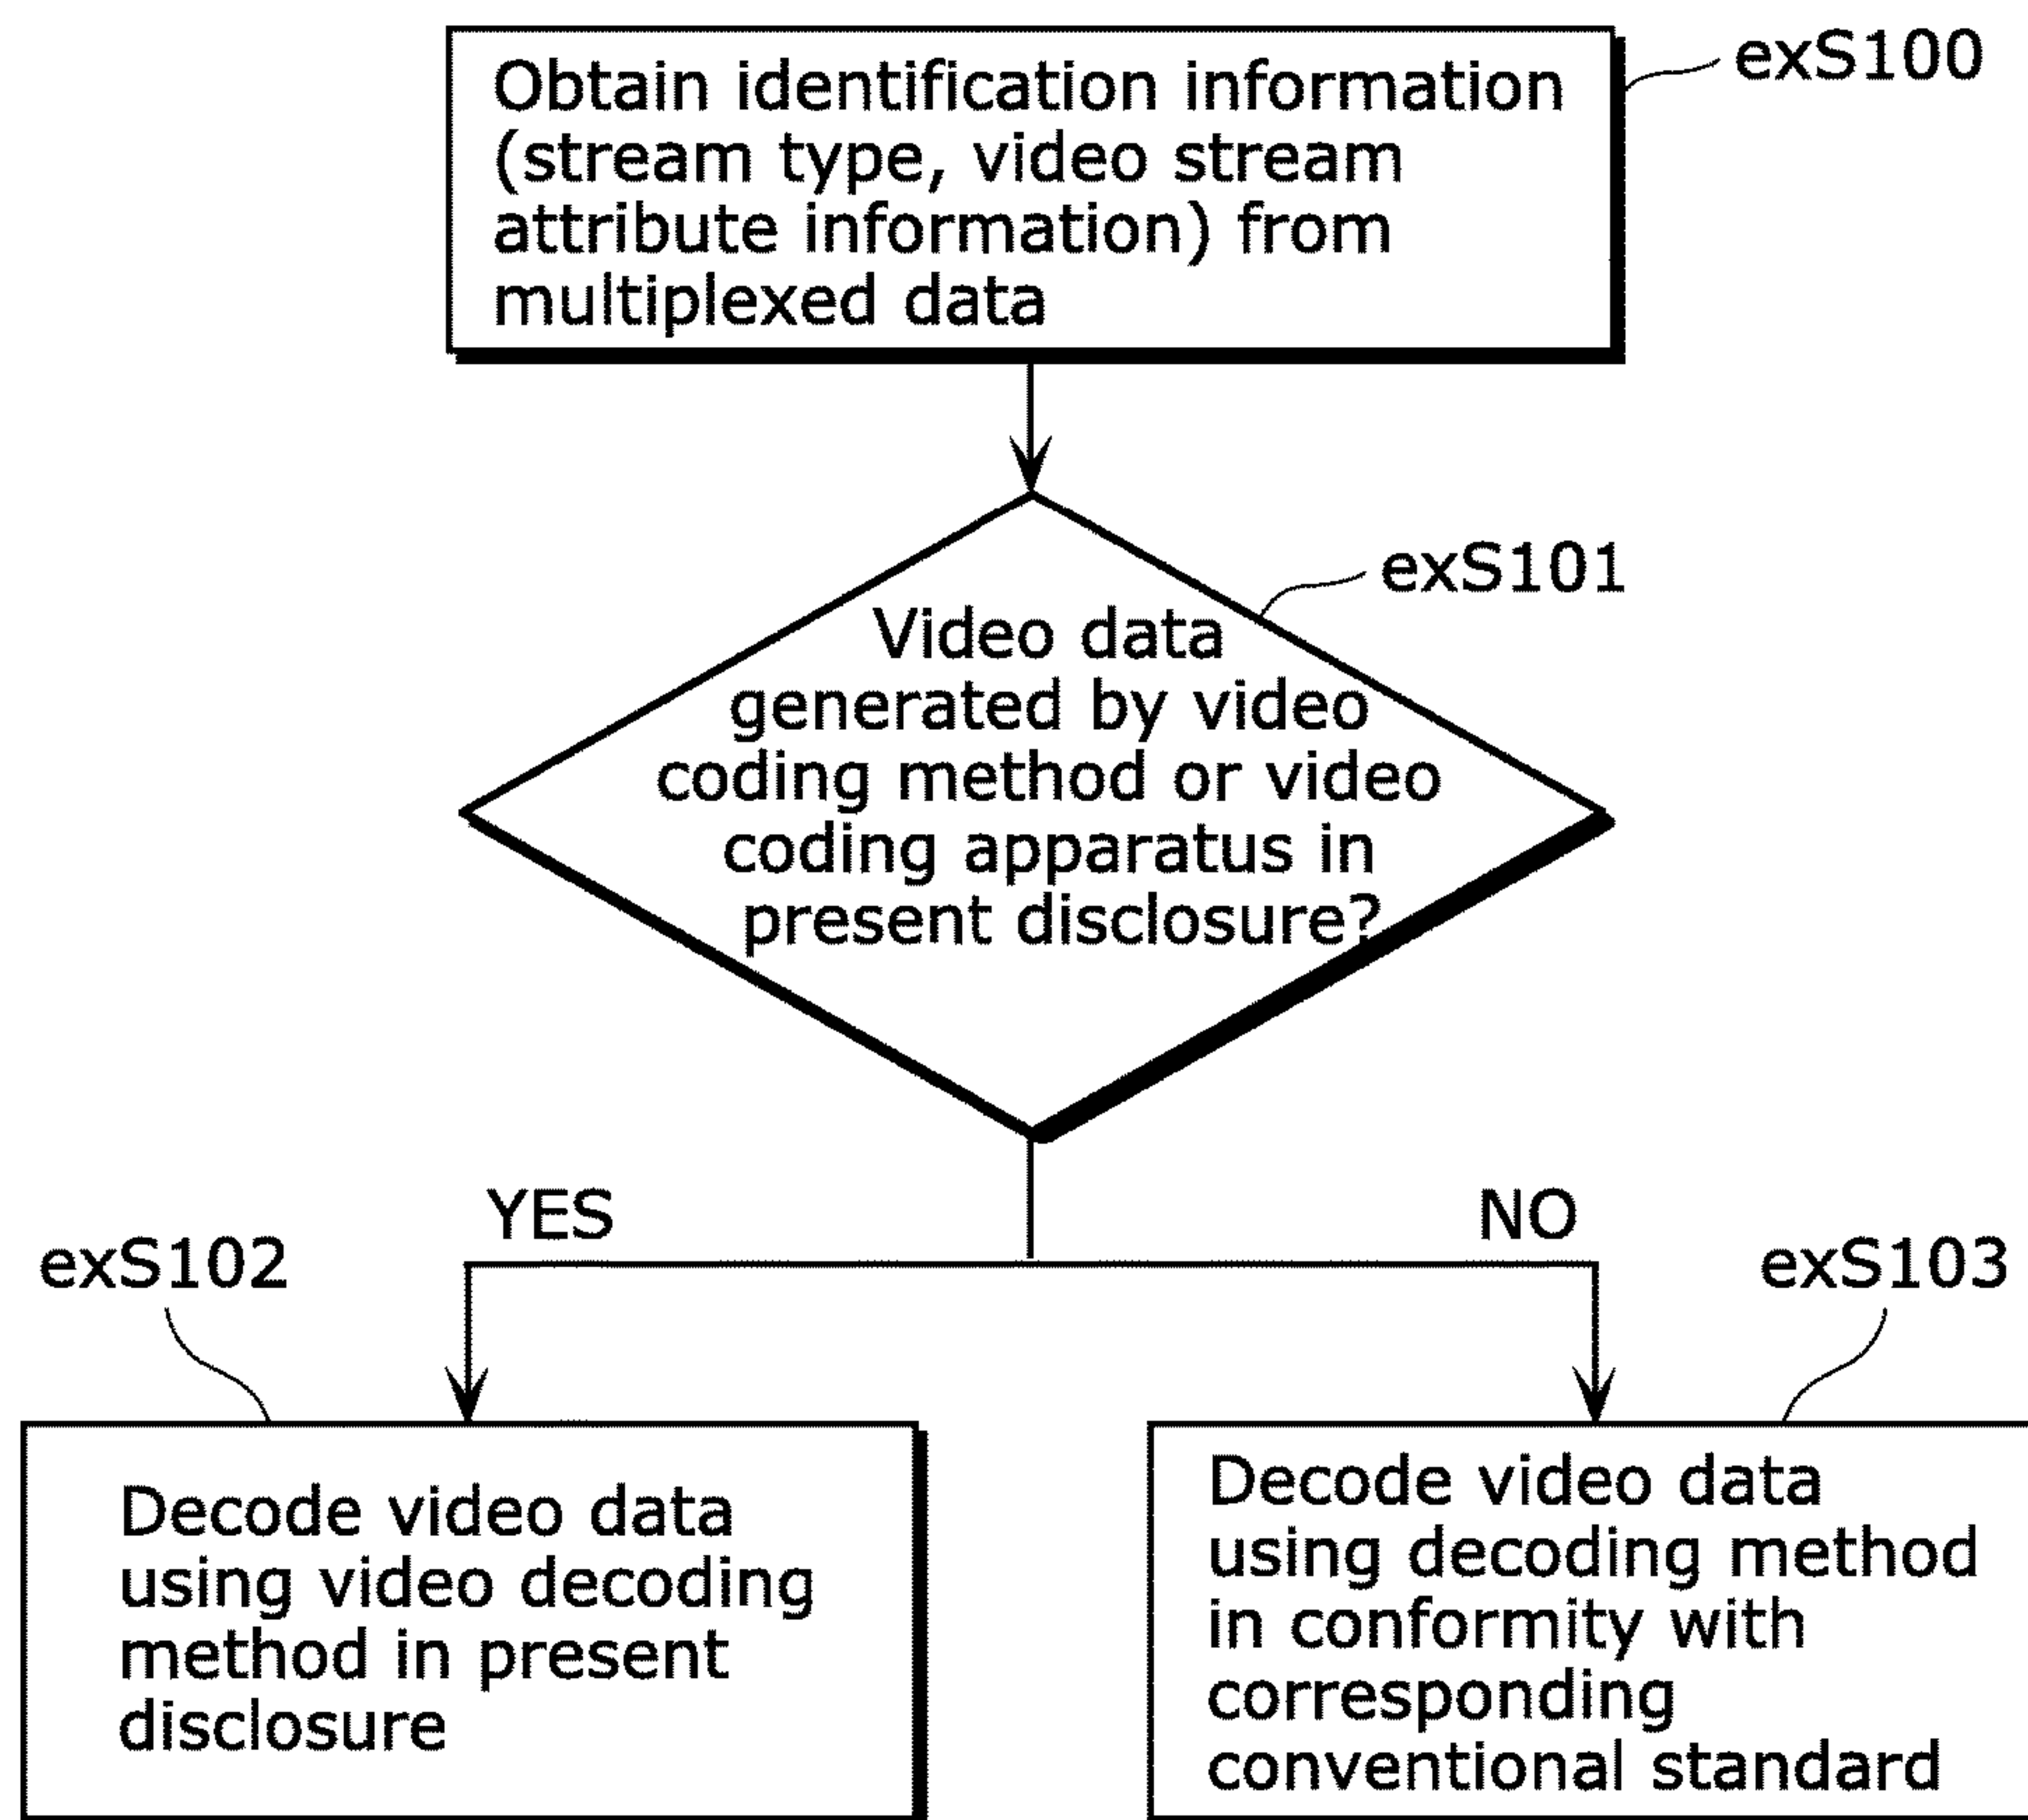 Obtain identification information
(stream type, video stream
attribute information) from
multiplexed data
exS100
exS101
Video data
generated by video
coding method or video
coding apparatus in
present disclosure?
YES
NO
exS102
exS103
Decode video data
using video decoding
method in present
disclosure
Decode video data
using decoding method
in conformity with
corresponding
conventional standard